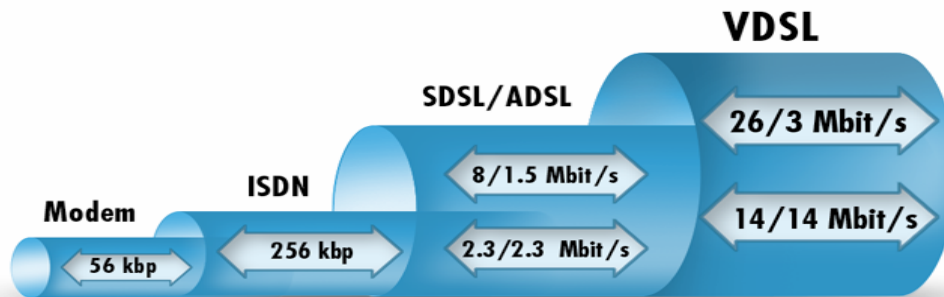 VDSL
SDSL/ADSL
26/3 Mbit/s
8/1.5 Mbit/s
ISDN
Modem
14/14 Mbit/s
256 kbp
2.3/2.3 Mbit/s
56 kbp